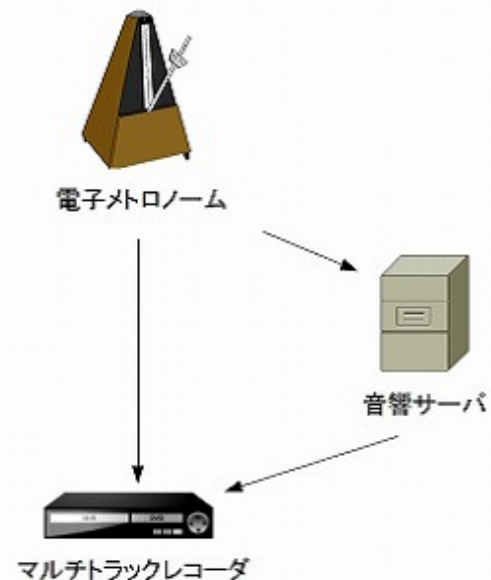 電子メトロノーム
音響サーバ
マルチトラックレコーダ